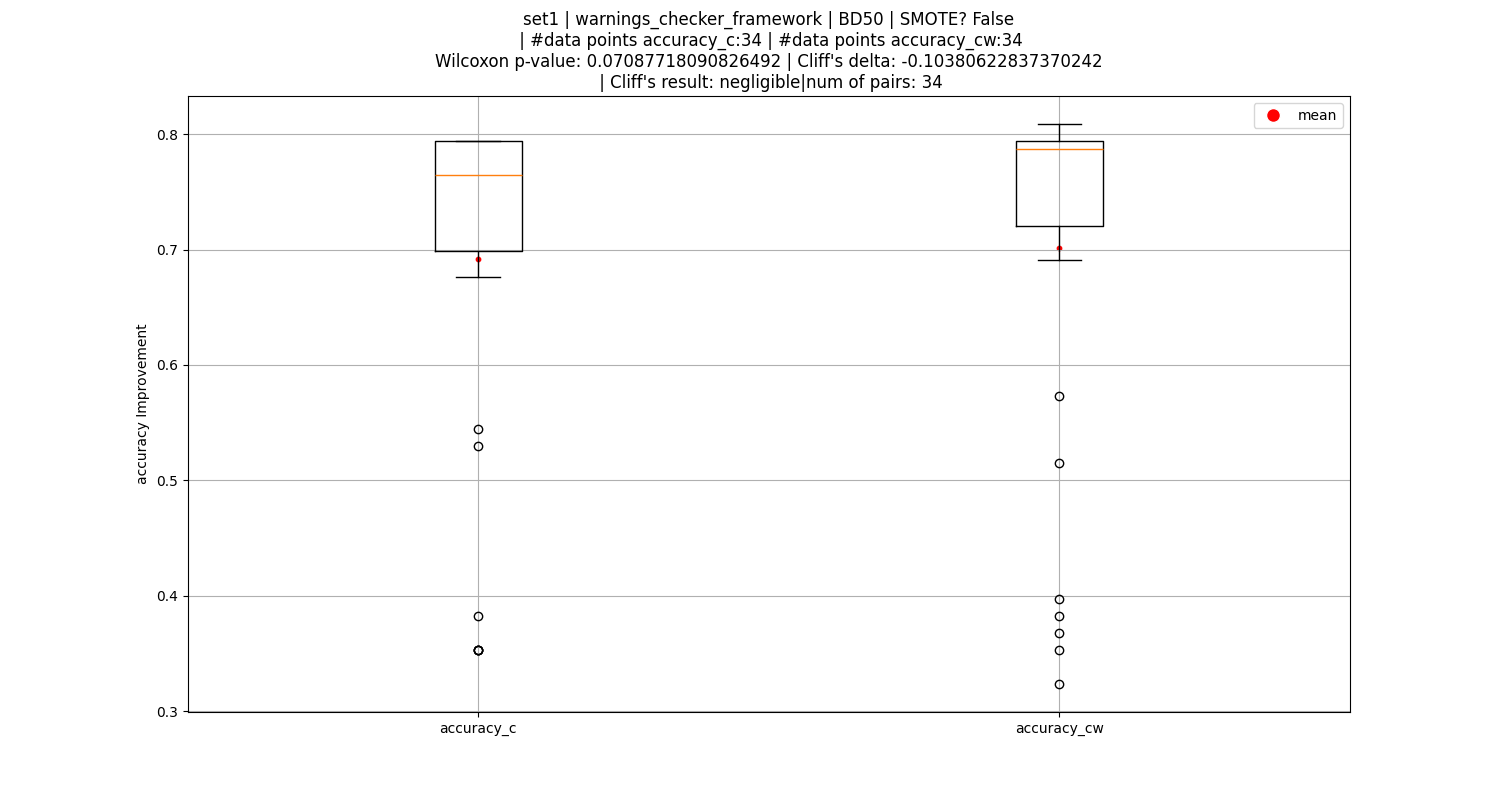 set1 | warnings_checker_framework | BD50 | SMOTE? False
| #data points accuracy_c:34 | #data points accuracy_cw:34
Wilcoxon p-value: 0.07087718090826492 | Cliff's delta: -0.10380622837370242
| Cliff's result: negligible|num of pairs: 34
mean
0.8
0.7
0.6
0.5
0.4
0.3
accuracy Improvement
accuracy_c
accuracy_cw